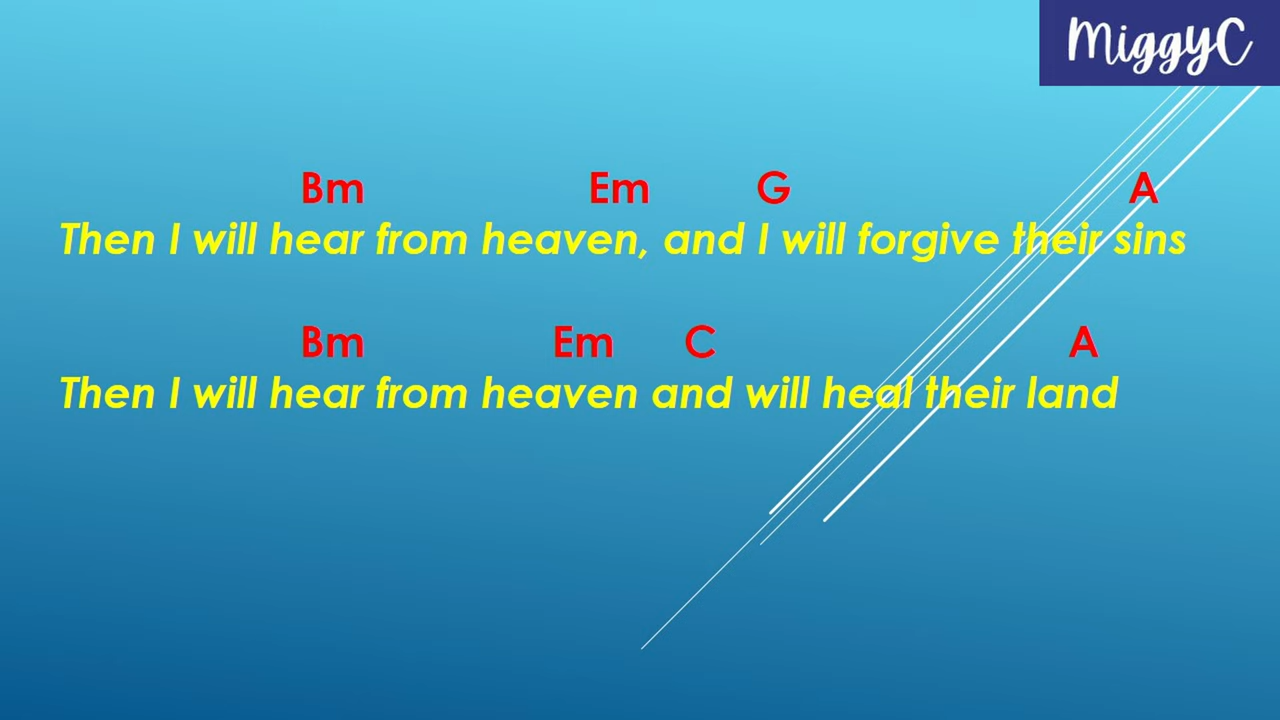 MiggyC
Bm Em G A
Then I will hear from heaven, and I will forgive their sins
Bm Em C A
Then I will hear from heaven and will heal their land